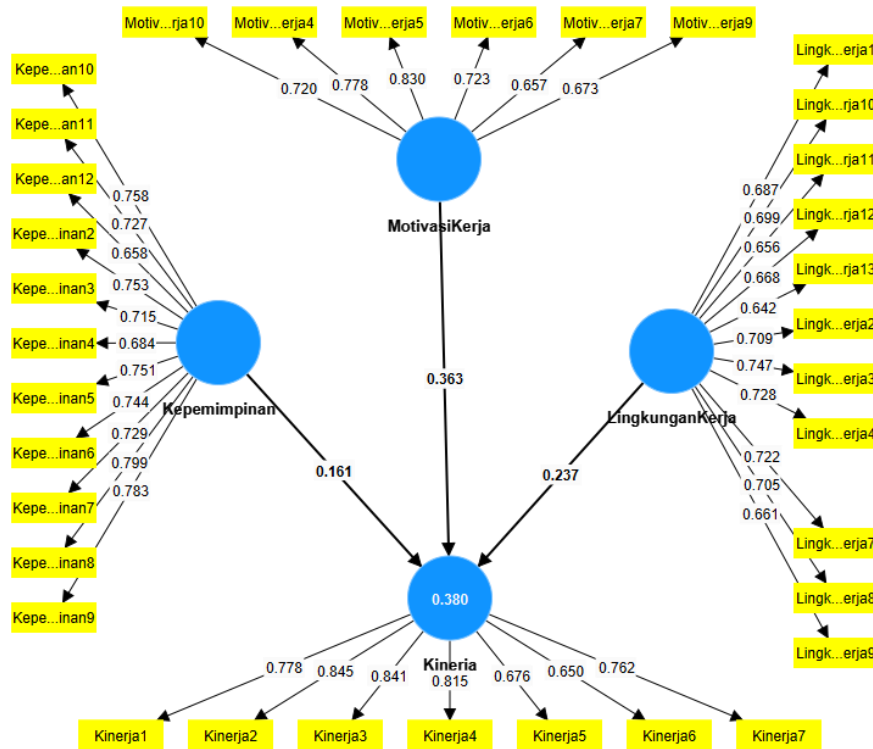 Motiv...rja10
Motiv...erja4
Motiv...erja5
Motiv...erja6
Motiv...erja7
Motiv...erja9
0.720
0.778
0.830
0.723
0.657
0.673
MotivasiKerja
Kepe...an10
Kepe...an11
Kepe...an12
Kepe...inan2
Kepe...inan3
Kepe...inan4
Kepe...inan5
Kepe...inan6
Kepe...inan7
Kepe...inan8
Kepe...inan9
0.758
0.727
0.658
0.753
0.715
0.684
0.751
0.744
0.729
0.799
0.783
Kepemimpinan
Lingk...erja1
Lingk...rja10
Lingk...rja11
Lingk...rja12
Lingk...rja13
Lingk...erja2
Lingk...erja3
Lingk...erja4
Lingk...erja7
Lingk...erja8
Lingk...erja9
0.687
0.699
0.656
0.668
0.642
0.709
0.747
0.728
0.722
0.705
0.661
LingkunganKerja
0.363
0.161
0.237
0.380
Kinerja
0.778
0.845
0.841
0.815
0.676
0.650
0.762
Kinerja1
Kinerja2
Kinerja3
Kinerja4
Kinerja5
Kinerja6
Kinerja7